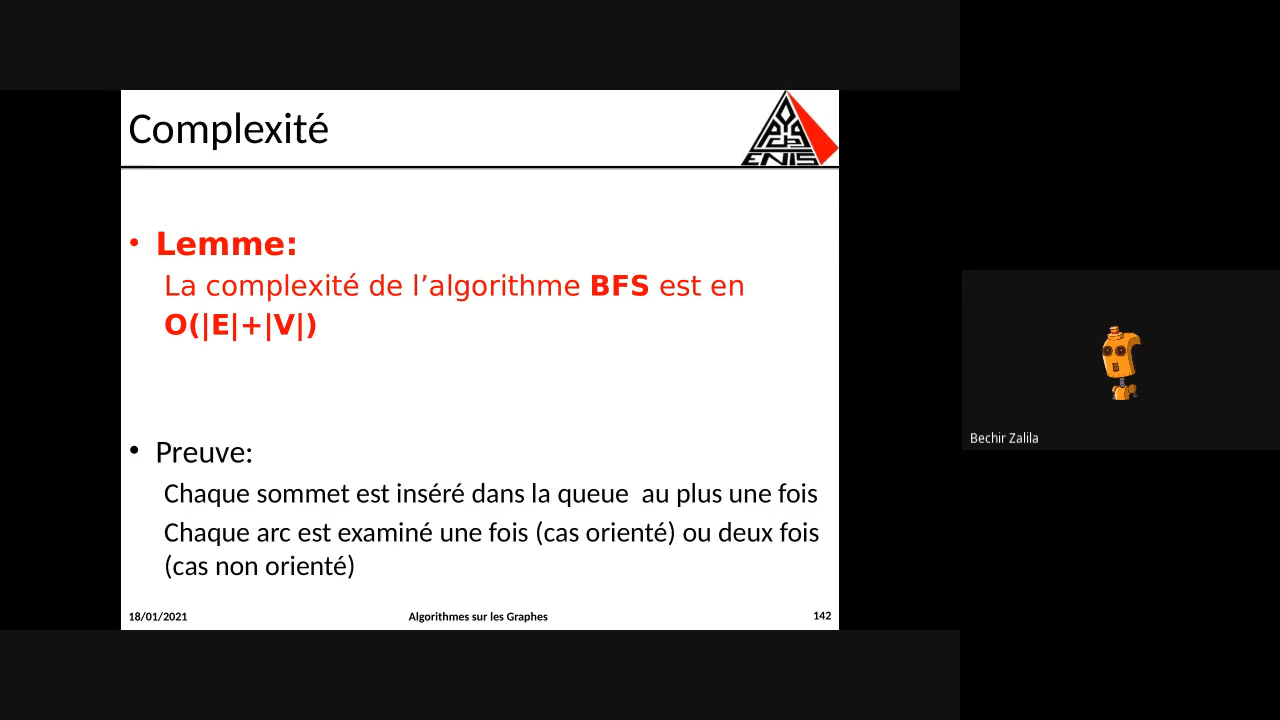 Complexité
ENIS
• Lemme:
La complexité de l’algorithme BFS est en
O(|E|+|V|)
• Preuve:
Chaque sommet est inséré dans la queue  au plus une fois
Chaque arc est examiné une fois (cas orienté) ou deux fois
(cas non orienté)
18/01/2021
Algorithmes sur les Graphes
142
Bechir Zalila